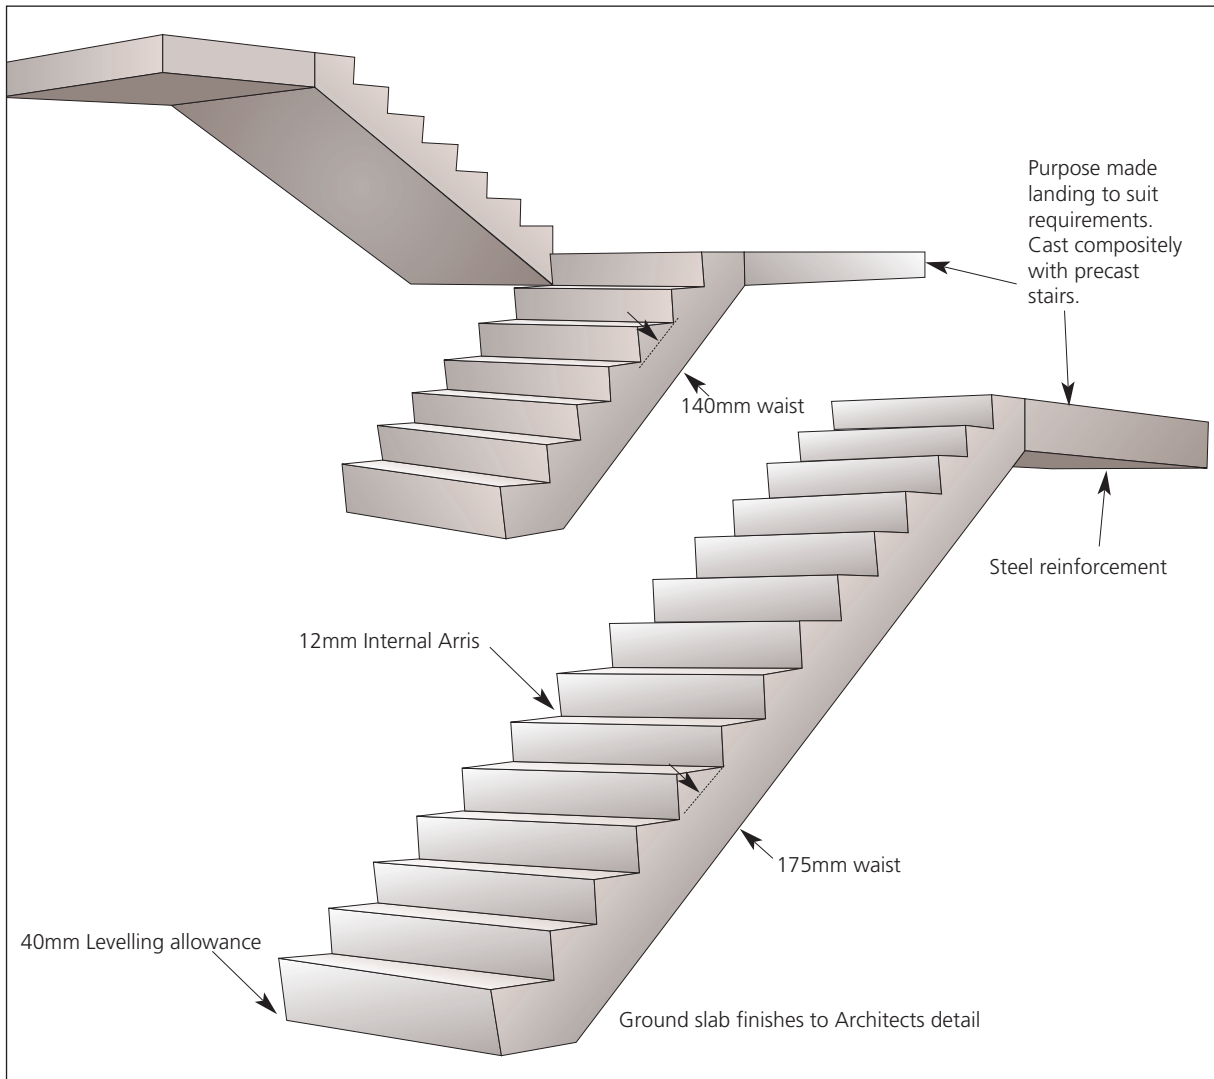 Purpose made
landing to suit
requirements.
Cast compositely
with precast
stairs.
140mm waist
Steel reinforcement
12mm Internal Arris
175mm waist
40mm Levelling allowance
Ground slab finishes to Architects detail